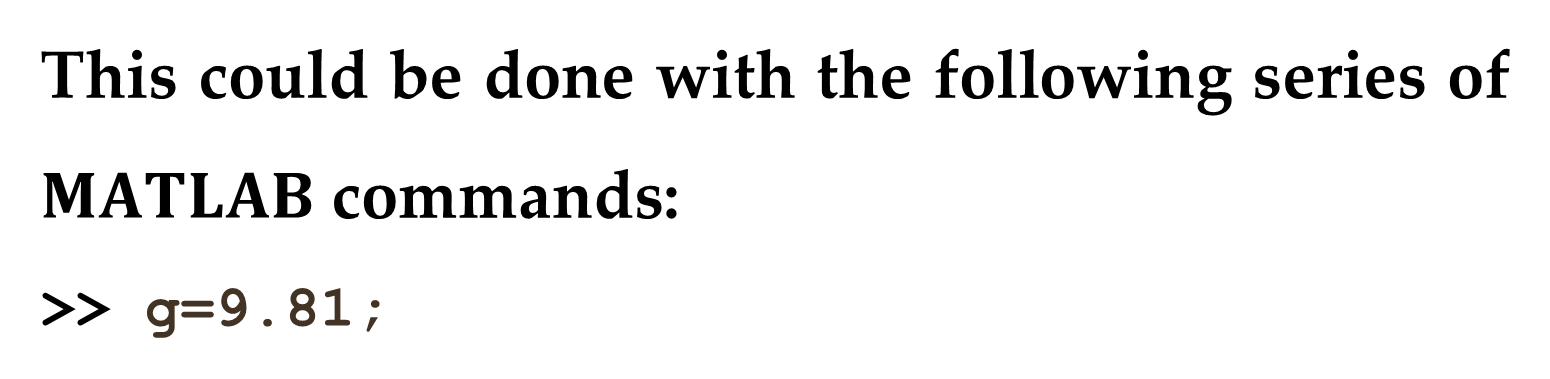 This could be done with the following series of
MATLAB commands:
>> g=9.81;